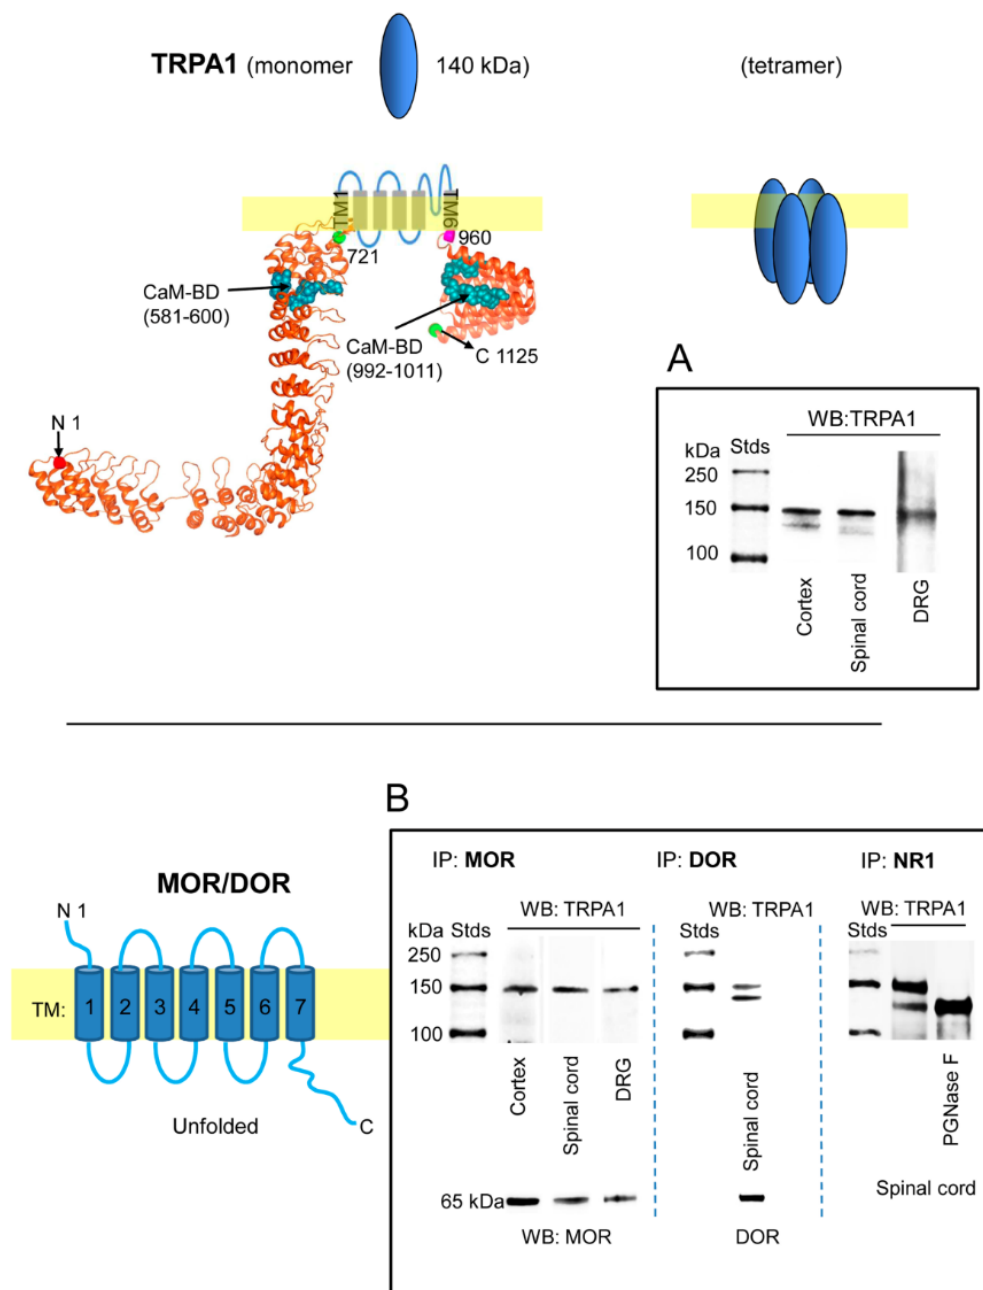 TRPA1 (monomer 140 kDa)
(tetramer)
TM1
TM6
721
960
CaM-BD
(581-600)
CaM-BD
(992-1011)
C 1125
N 1
A
WB:TRPA1
kDa Stds
250
150
100
Cortex
Spinal cord
DRG
B
MOR/DOR
N 1
TM: 1 2 3 4 5 6 7
Unfolded
C
IP: MOR
WB: TRPA1
kDa Stds
250
150
100
Cortex
Spinal cord
DRG
65 kDa
WB: MOR
IP: DOR
WB: TRPA1
Stds
250
150
100
Spinal cord
DOR
IP: NR1
WB: TRPA1
Stds
PGNase F
Spinal cord